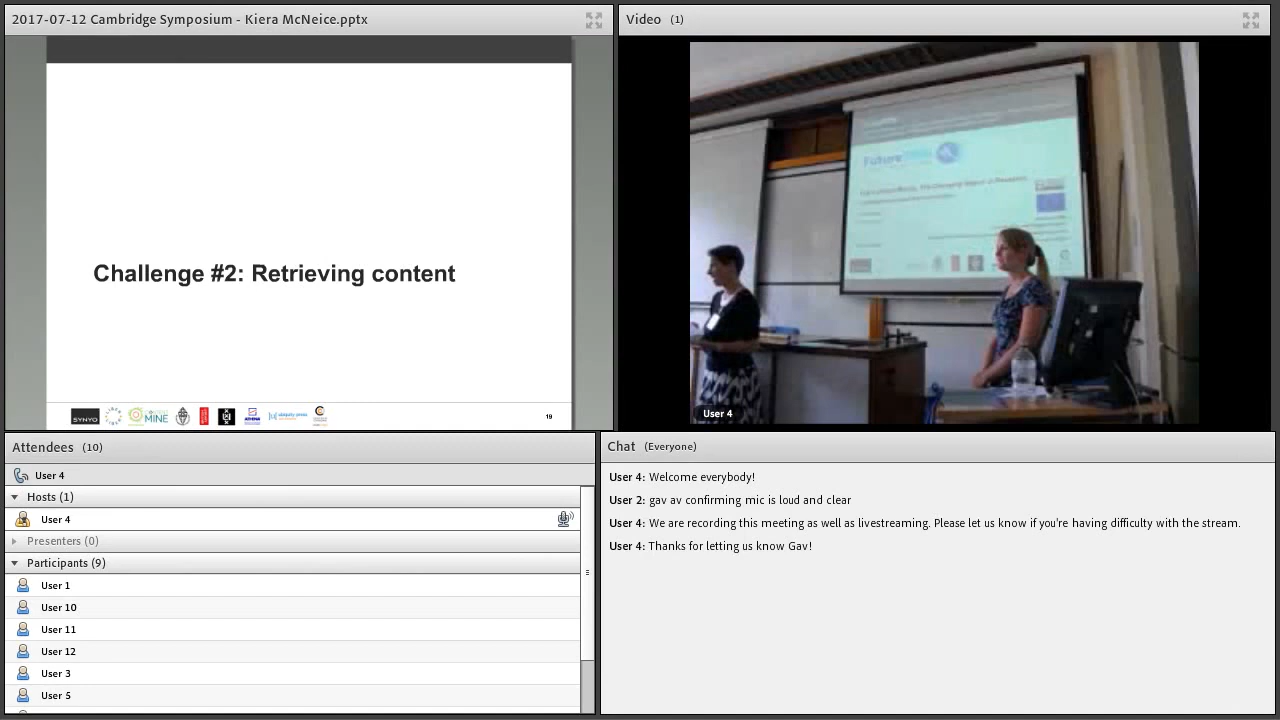 2017-07-12 Cambridge Symposium - Kiera McNeice.pptx
Challenge #2: Retrieving content
SYNYO
MINE
ATHENA
ubiquity press
19
Video (1)
Future
User 4
Attendees (10)
User 4
Hosts (1)
User 4
Presenters (0)
Participants (9)
User 1
User 10
User 11
User 12
User 3
User 5
Chat (Everyone)
User 4: Welcome everybody!
User 2: gav av confirming mic is loud and clear
User 4: We are recording this meeting as well as livestreaming. Please let us know if you're having difficulty with the stream.
User 4: Thanks for letting us know Gav!